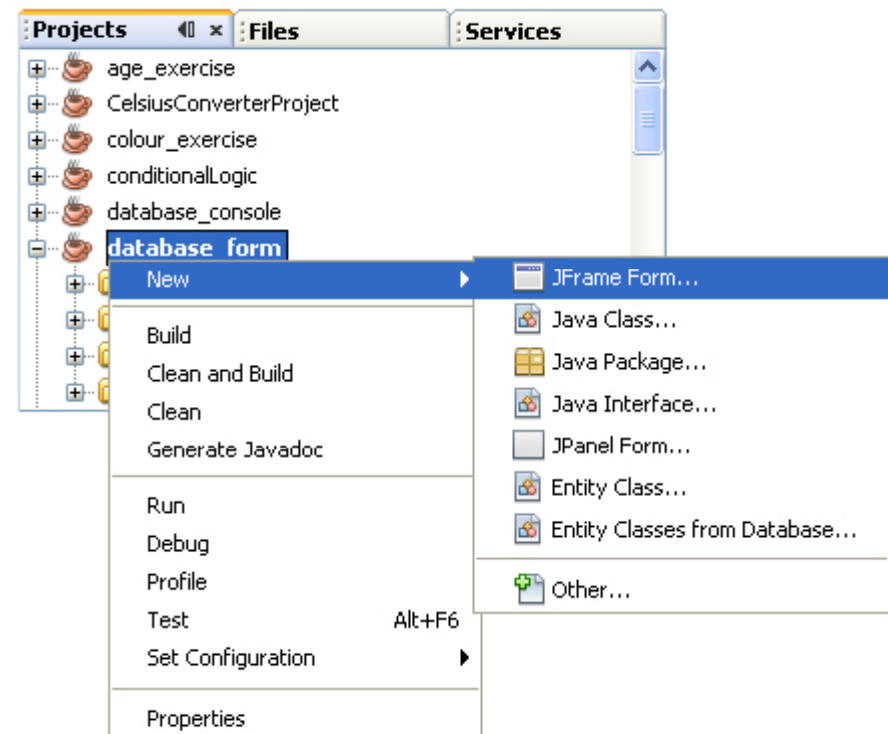 Projects Files Services
age_exercise
CelsiusConverterProject
colour_exercise
conditionalLogic
database_console
database_form
New
Build
Clean and Build
Clean
Generate Javadoc
Run
Debug
Profile
Test Alt+F6
Set Configuration
Properties
JFrame Form...
Java Class...
Java Package...
Java Interface...
JPanel Form...
Entity Class...
Entity Classes from Database...
Other...